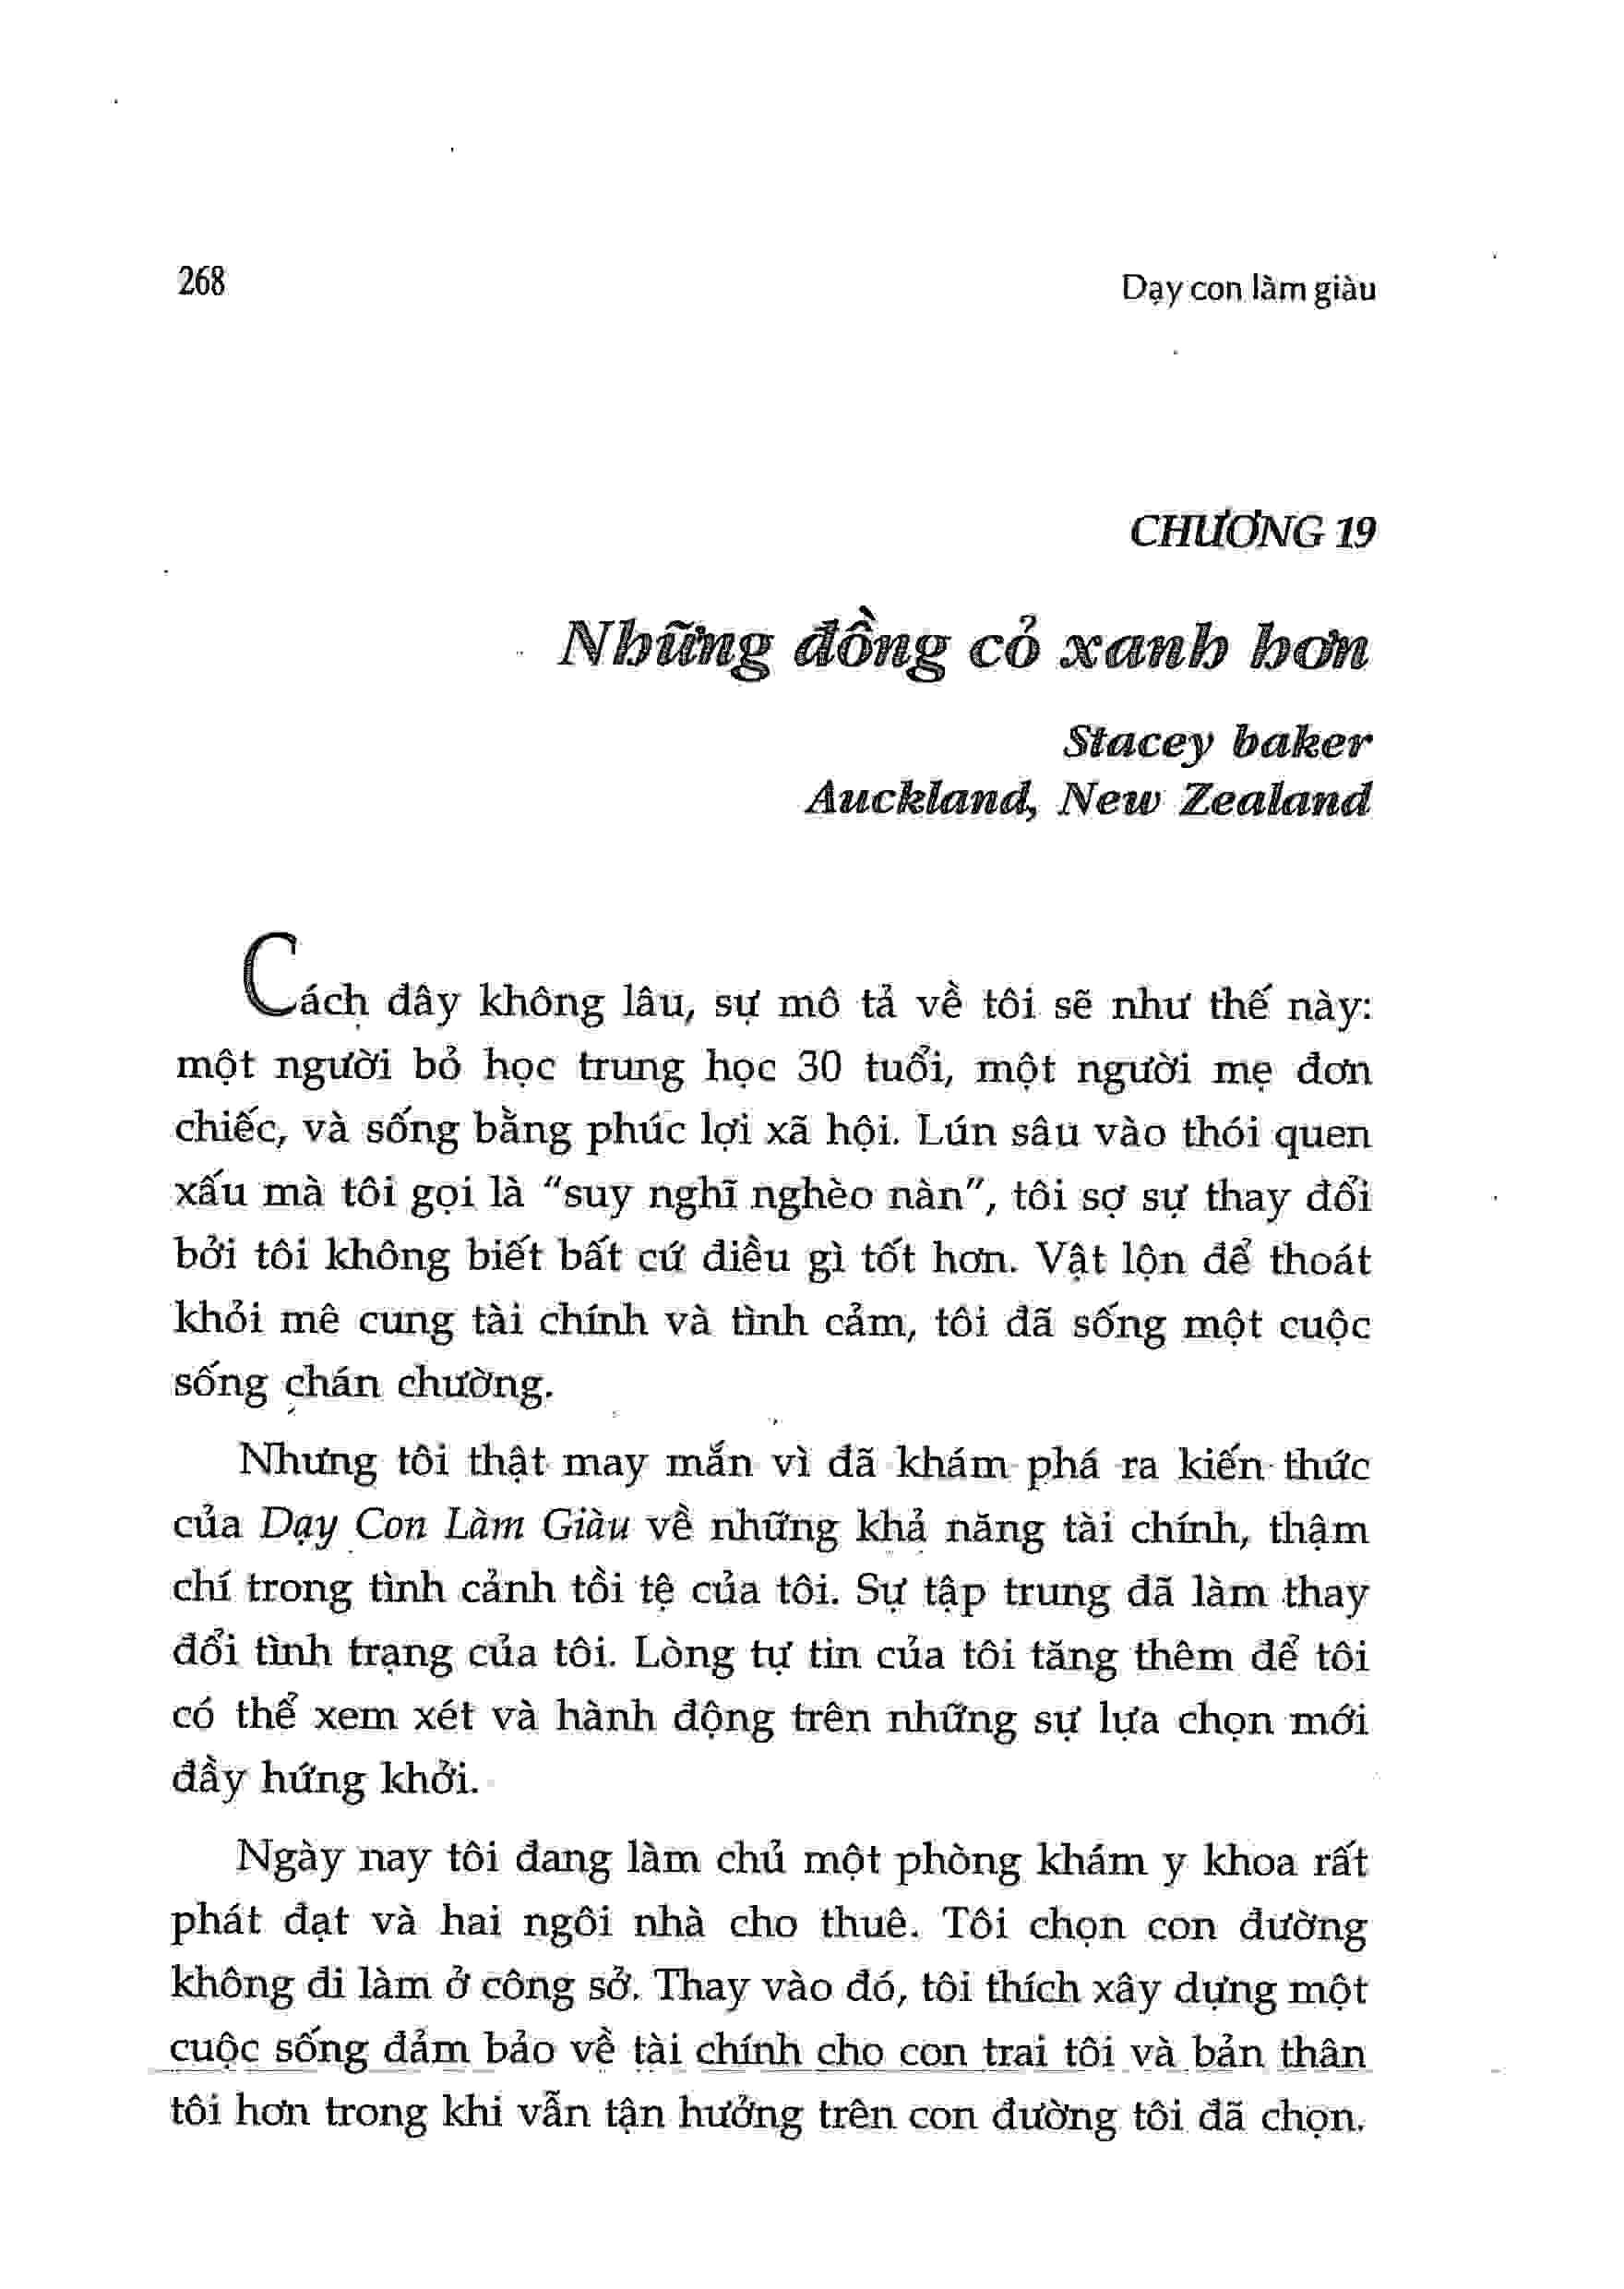 268
Dạy con làm giàu
CHƯƠNG 19
Những đồng cỏ xanh hơn
Stacey baker
Auckland, New Zealand
Cách đây không lâu, sự mô tả về tôi sẽ như thế này:
một người bỏ học trung học 30 tuổi, một người mẹ đơn
chiếc, và sống bằng phúc lợi xã hội. Lún sâu vào thói quen
xấu mà tôi gọi là “suy nghĩ nghèo nàn”, tôi sợ sự thay đổi
bởi tôi không biết bất cứ điều gì tốt hơn. Vật lộn để thoát
khỏi mê cung tài chính và tình cảm, tôi đã sống một cuộc
sống chán chường.
Nhưng tôi thật may mắn vì đã khám phá ra kiến thức
của Dạy Con Làm Giàu về những khả năng tài chính, thậm
chí trong tình cảnh tồi tệ của tôi. Sự tập trung đã làm thay
đổi tình trạng của tôi. Lòng tự tin của tôi tăng thêm để tôi
có thể xem xét và hành động trên những sự lựa chọn mới
đầy hứng khởi.
Ngày nay tôi đang làm chủ một phòng khám y khoa rất
phát đạt và hai ngôi nhà cho thuê. Tôi chọn con đường
không đi làm ở công sở. Thay vào đó, tôi thích xây dựng một
cuộc sống đảm bảo về tài chính cho con trai tôi và bản thân
tôi hơn trong khi vẫn tận hưởng trên con đường tôi đã chọn.